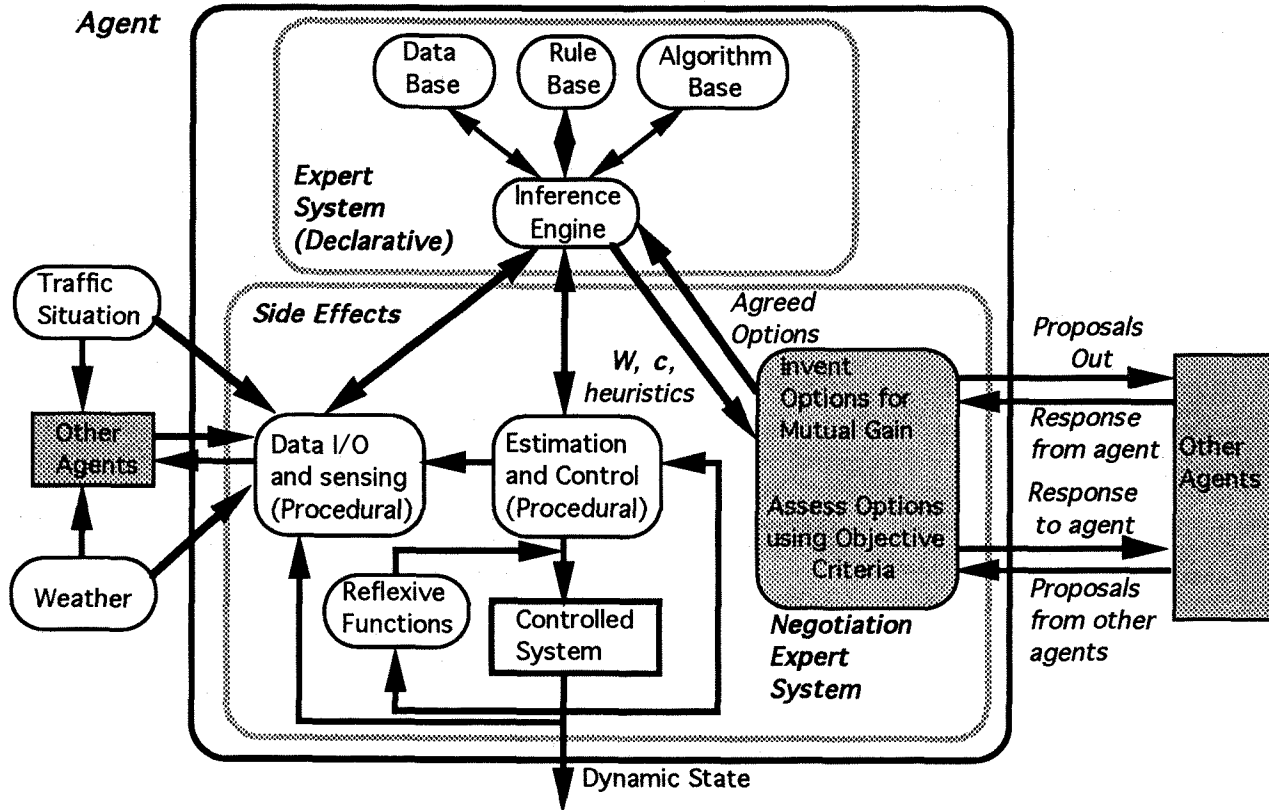 Agent
Data
Base
Rule
Base
Algorithm
Base
Expert
System
(Declarative)
Inference
Engine
Traffic
Situation
Side Effects
Agreed
Options
W, c,
heuristics
Proposals
Out
Response
from agent
Response
to agent
Proposals
from other
agents
Other
Agents
Data I/O
and sensing
(Procedural)
Estimation
and Control
(Procedural)
Invent
Options for
Mutual Gain
Assess Options
using Objective
Criteria
Other
Agents
Weather
Reflexive
Functions
Controlled
System
Negotiation
Expert
System
Dynamic State